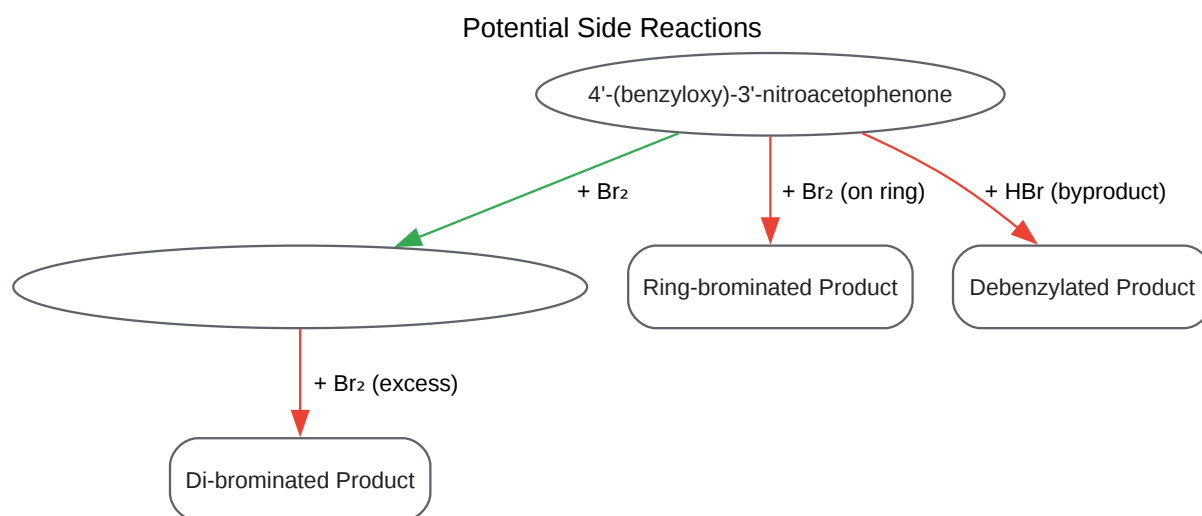 Potential Side Reactions
4'-(benzyloxy)-3'-nitroacetophenone
+ Br₂
+ Br₂ (on ring)
+ HBr (byproduct)
Ring-brominated Product
Debenzylated Product
+ Br₂ (excess)
Di-brominated Product